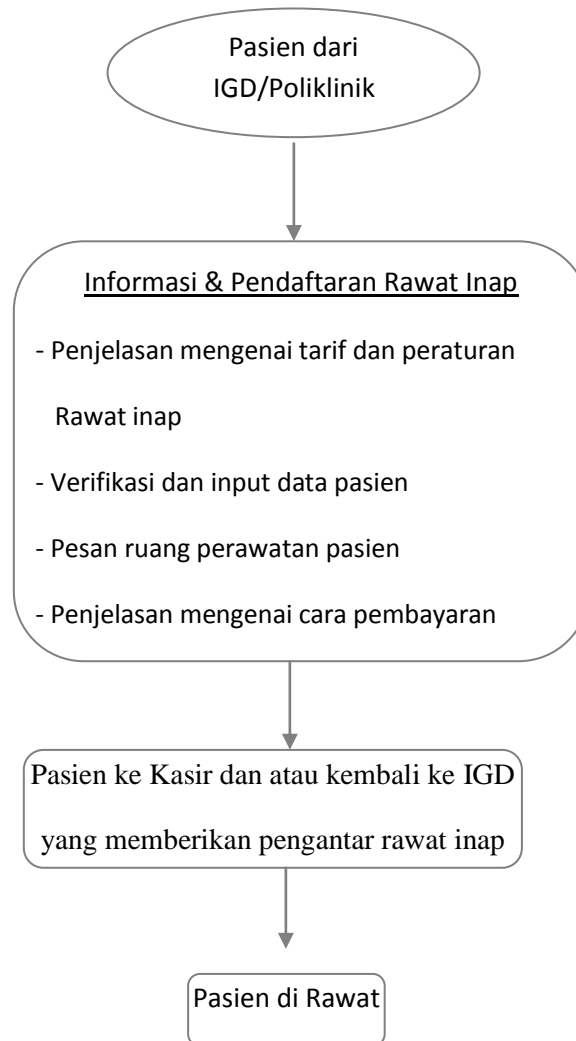 Pasien dari
IGD/Poliklinik
Informasi & Pendaftaran Rawat Inap
- Penjelasan mengenai tarif dan peraturan
Rawat inap
- Verifikasi dan input data pasien
- Pesan ruang perawatan pasien
- Penjelasan mengenai cara pembayaran
Pasien ke Kasir dan atau kembali ke IGD
yang memberikan pengantar rawat inap
Pasien di Rawat